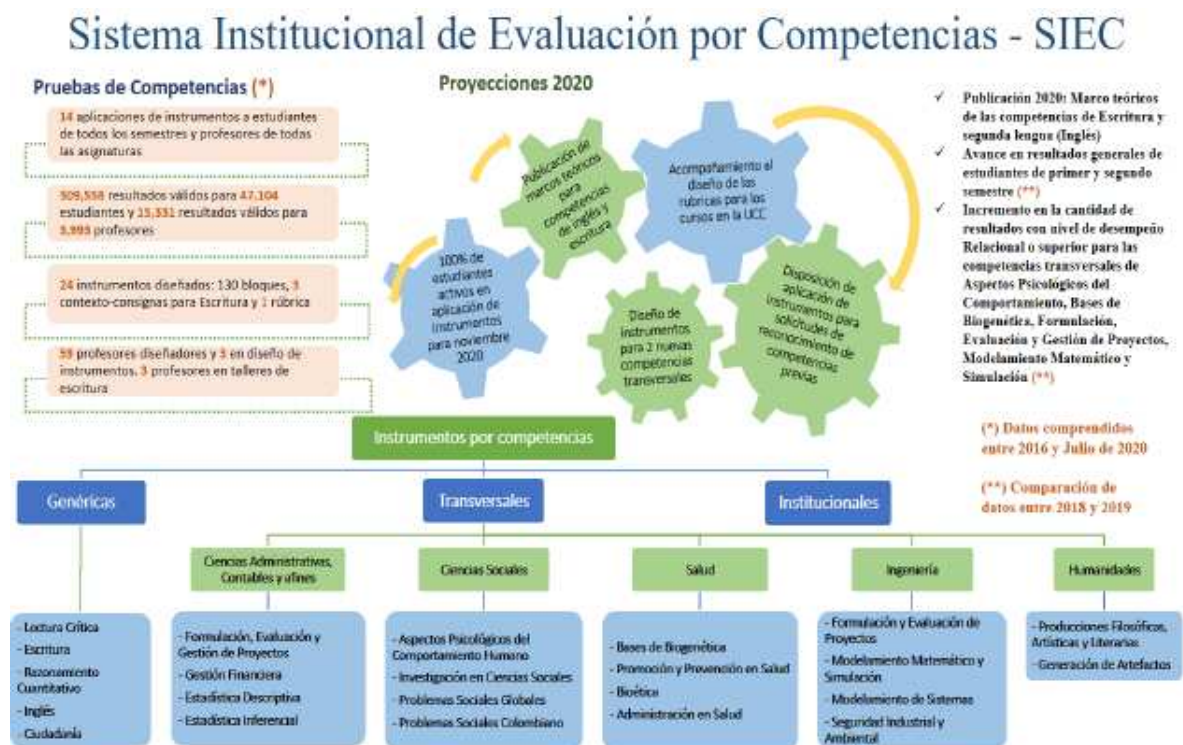 Sistema Institucional de Evaluación por Competencias - SIEC
Pruebas de Competencias (*)
14 aplicaciones de instrumentos a estudiantes
de todos los semestres y profesores de todas
las asignaturas
509,558 resultados válidos para 47.104
estudiantes y 15,331 resultados válidos para
3,993 profesores
24 instrumentos diseñados: 130 bloques, 3
contexto-consignas para Escritura y 1 rúbrica
59 profesores diseñadores y 3 en diseño de
instrumentos. 3 profesores en talleres de
escritura
Proyecciones 2020
100% de
estudiantes
activos en
aplicación de
instrumentos
para noviembre
2020
Publicación de
marcos teóricos
para
competencias
de inglés y
escritura
Acompañamiento al
diseño de las
rubricas para los
cursos en la UCC
Diseño de
instrumentos
para 2 nuevas
competencias
transversales
Disposición de
aplicación de
instrumentos para
solicitudes de
reconocimiento de
competencias
previas
✓ Publicación 2020: Marco teóricos
de las competencias de Escritura y
segunda lengua (Inglés)
✓ Avance en resultados generales de
estudiantes de primer y segundo
semestre (**)
✓ Incremento en la cantidad de
resultados con nivel de desempeño
Relacional o superior para las
competencias transversales de
Aspectos Psicológicos del
Comportamiento, Bases de
Biogenética, Formulación,
Evaluación y Gestión de Proyectos,
Modelamiento Matemático y
Simulación (**)
(*) Datos comprendidos
entre 2016 y Julio de 2020
(**) Comparación de
datos entre 2018 y 2019
Instrumentos por competencias
Genéricas
Transversales
Institucionales
Ciencias Administrativas,
Contables y afines
Ciencias Sociales
Salud
Ingeniería
Humanidades
- Lectura Crítica
- Escritura
- Razonamiento
Cuantitativo
- Inglés
- Ciudadanía
- Formulación, Evaluación y
Gestión de Proyectos
- Gestión Financiera
- Estadística Descriptiva
- Estadística Inferencial
- Aspectos Psicológicos del
Comportamiento Humano
- Investigación en Ciencias Sociales
- Problemas Sociales Globales
- Problemas Sociales Colombiano
- Bases de Biogenética
- Promoción y Prevención en Salud
- Bioética
- Administración en Salud
- Formulación y Evaluación de
Proyectos
- Modelamiento Matemático y
Simulación
- Modelamiento de Sistemas
- Seguridad Industrial y
Ambiental
- Producciones Filosóficas,
Artísticas y Literarias
- Generación de Artefactos